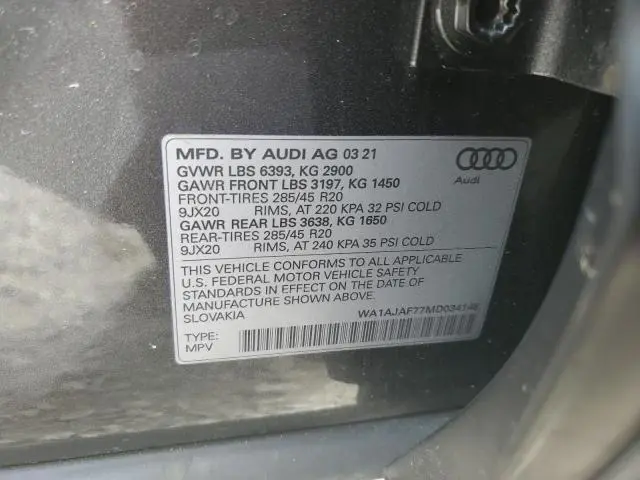 MFD. BY AUDI AG 03 21
GVWR LBS 6393, KG 2900
GAWR FRONT LBS 3197, KG 1450
FRONT-TIRES 285/45 R20
9JX20 RIMS, AT 220 KPA 32 PSI COLD
GAWR REAR LBS 3638, KG 1650
REAR-TIRES 285/45 R20
9JX20 RIMS, AT 240 KPA 35 PSI COLD
Audi
THIS VEHICLE CONFORMS TO ALL APPLICABLE
U.S. FEDERAL MOTOR VEHICLE SAFETY
STANDARDS IN EFFECT ON THE DATE OF
MANUFACTURE SHOWN ABOVE.
SLOVAKIA WA1AJAF77MD034146
TYPE:
MPV